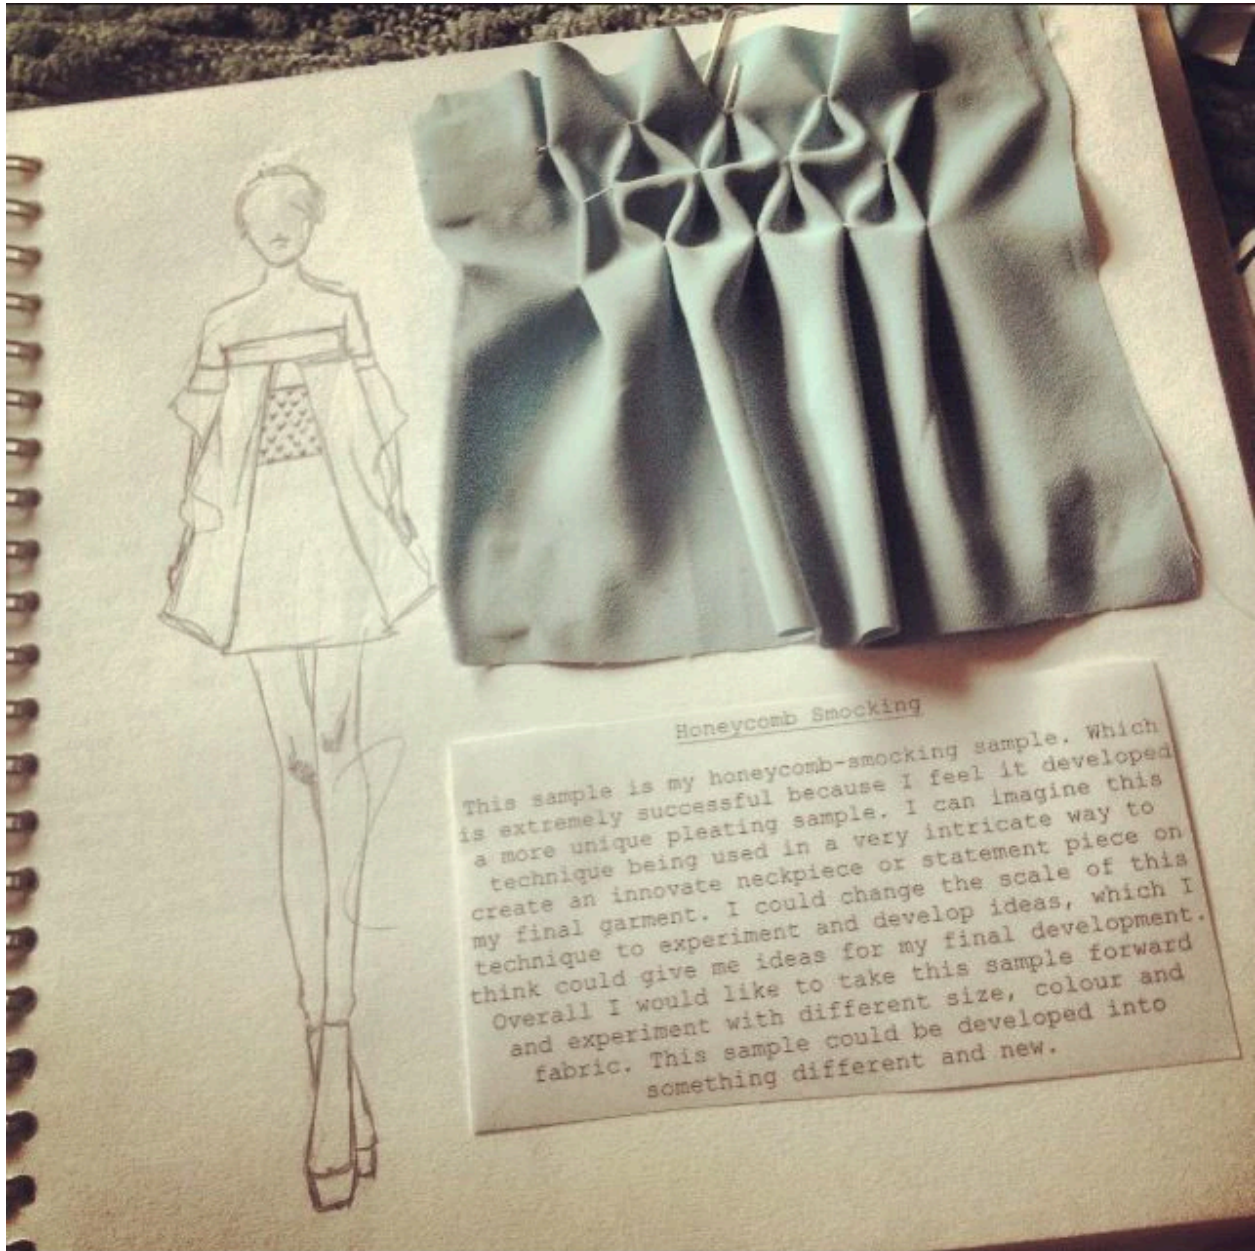 Honeycomb Smocking
This sample is my honeycomb-smocking sample. Which
is extremely successful because I feel it developed
a more unique pleating sample. I can imagine this
technique being used in a very intricate way to
create an innovate neckpiece or statement piece on
my final garment. I could change the scale of this
technique to experiment and develop ideas, which I
think could give me ideas for my final development.
Overall I would like to take this sample forward
and experiment with different size, colour and
fabric. This sample could be developed into
something different and new.